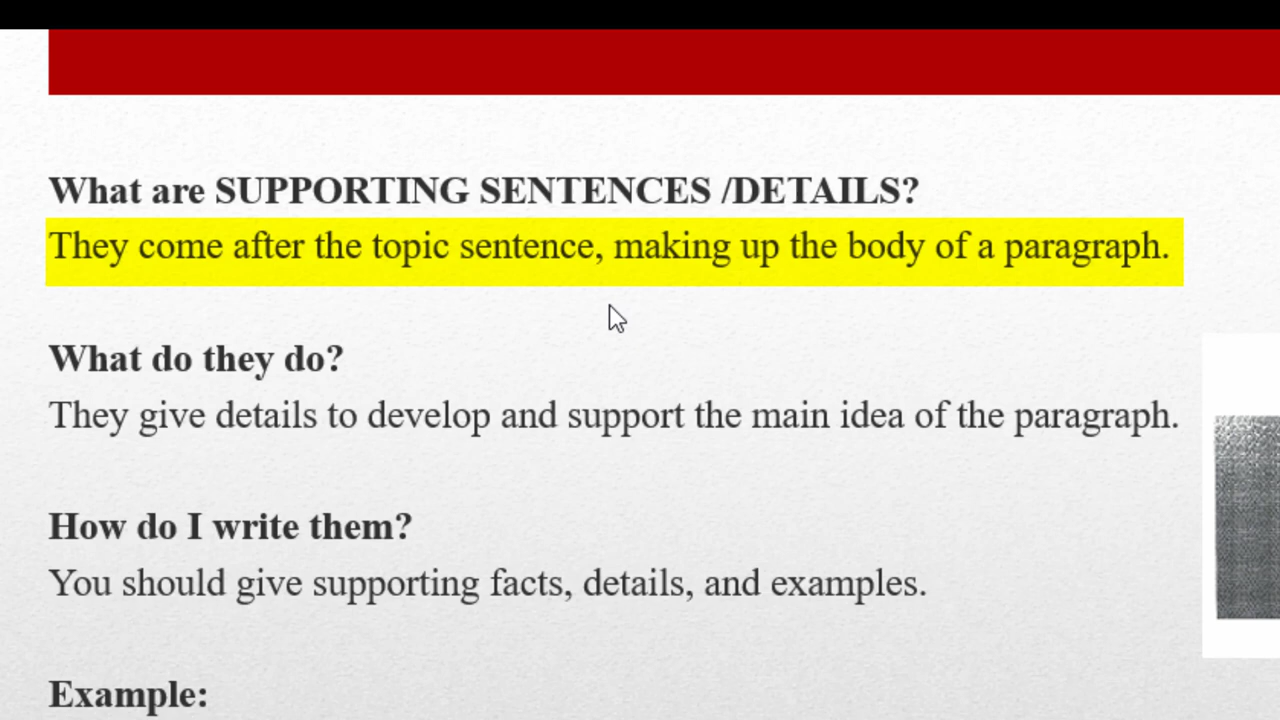 What are SUPPORTING SENTENCES /DETAILS?
They come after the topic sentence, making up the body of a paragraph.
What do they do?
They give details to develop and support the main idea of the paragraph.
How do I write them?
You should give supporting facts, details, and examples.
Example: